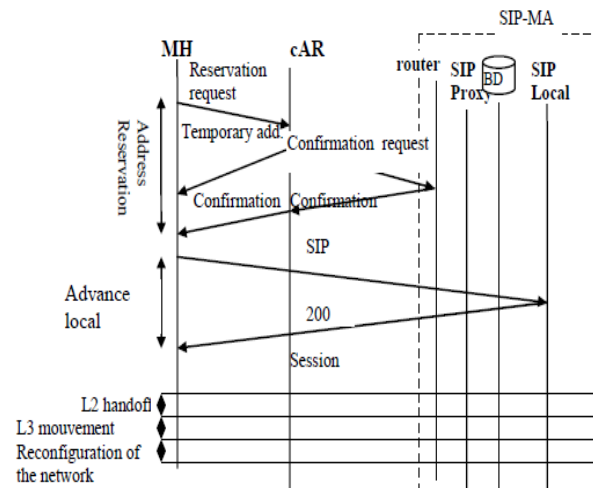 SIP-MA
MH
cAR
router
SIP
Proxy
BD
SIP
Local
Reservation
request
Temporary add.
Confirmation request
Address
Reservation
Confirmation
Confirmation
SIP
Advance
local
200
Session
L2 handoff
L3 mouvement
Reconfiguration of
the network